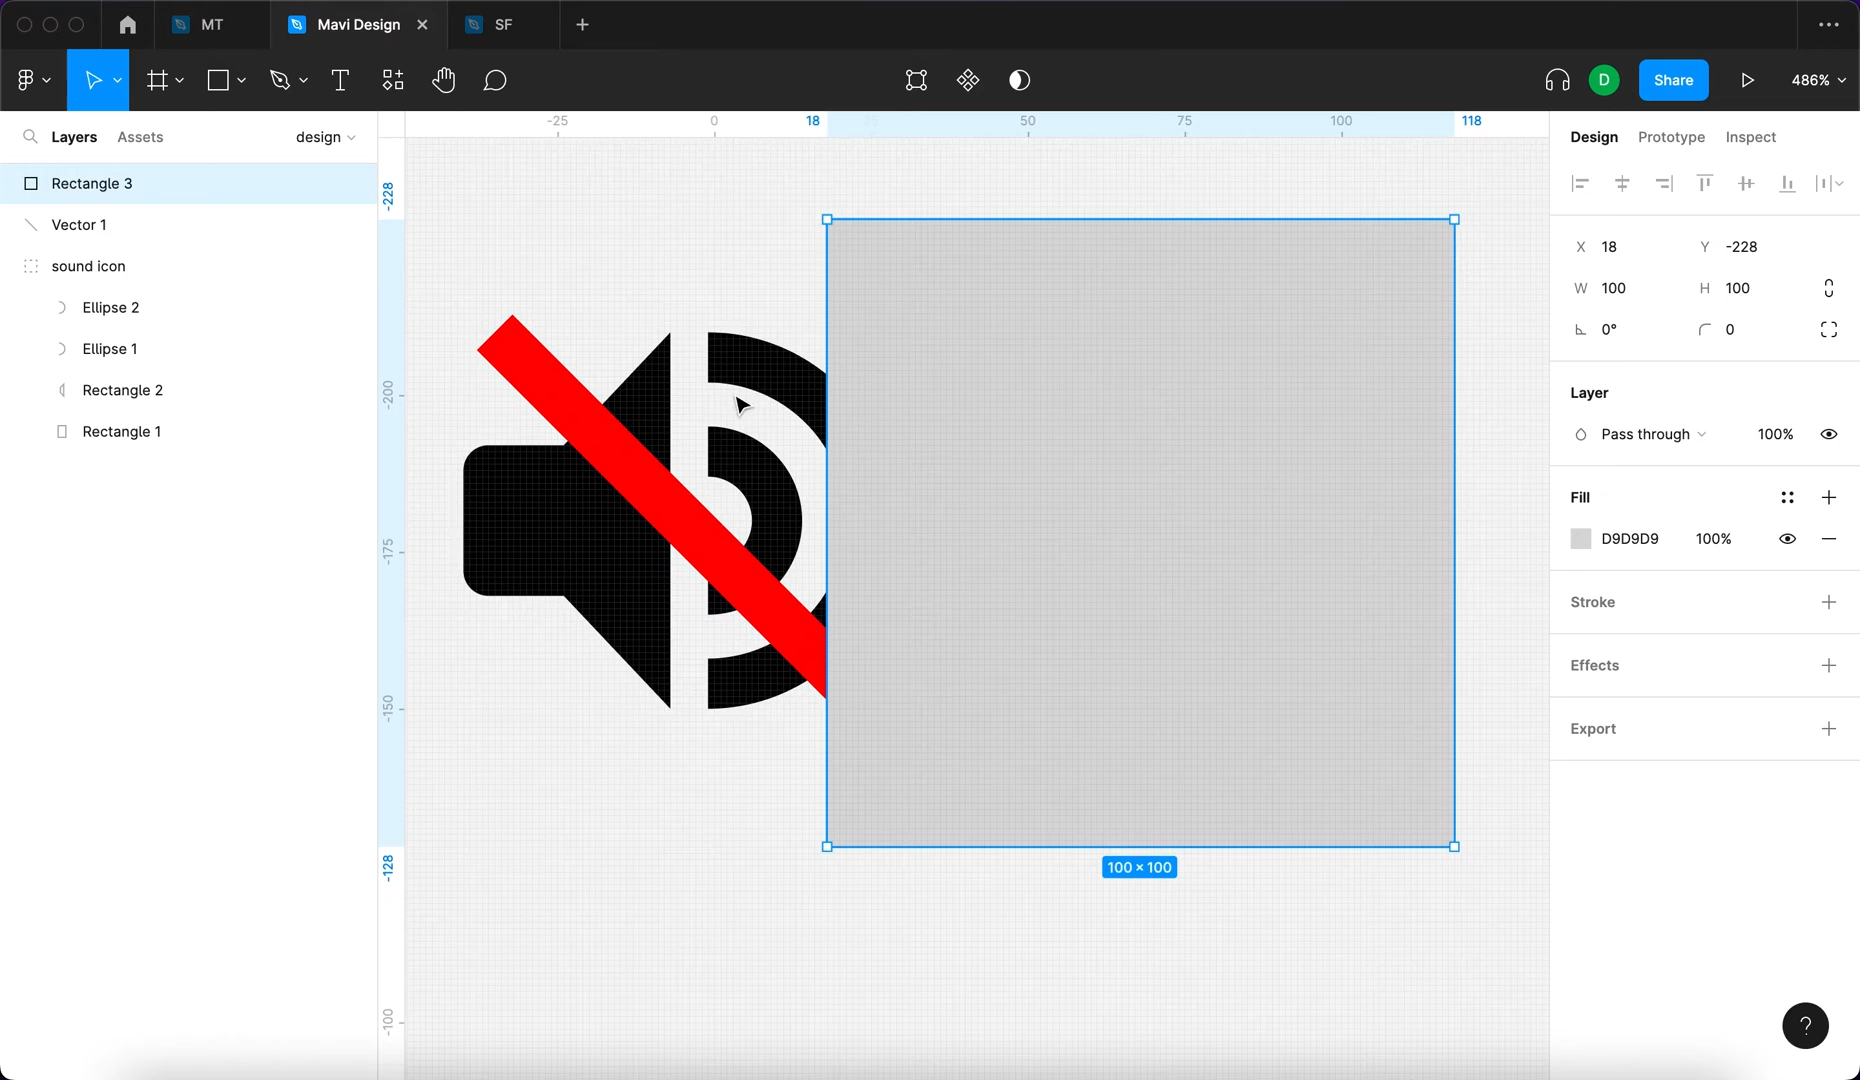 MT
Mavi Design
SF
Share
486%
D
Layers
Assets
design
Rectangle 3
Vector 1
sound icon
Ellipse 2
Ellipse 1
Rectangle 2
Rectangle 1
-25
0
18
50
75
100
118
-228
-200
-175
-150
-128
-100
100 × 100
Design
Prototype
Inspect
X 18
Y -228
W 100
H 100
0°
0
Layer
Pass through
100%
Fill
D9D9D9
100%
Stroke
Effects
Export
?